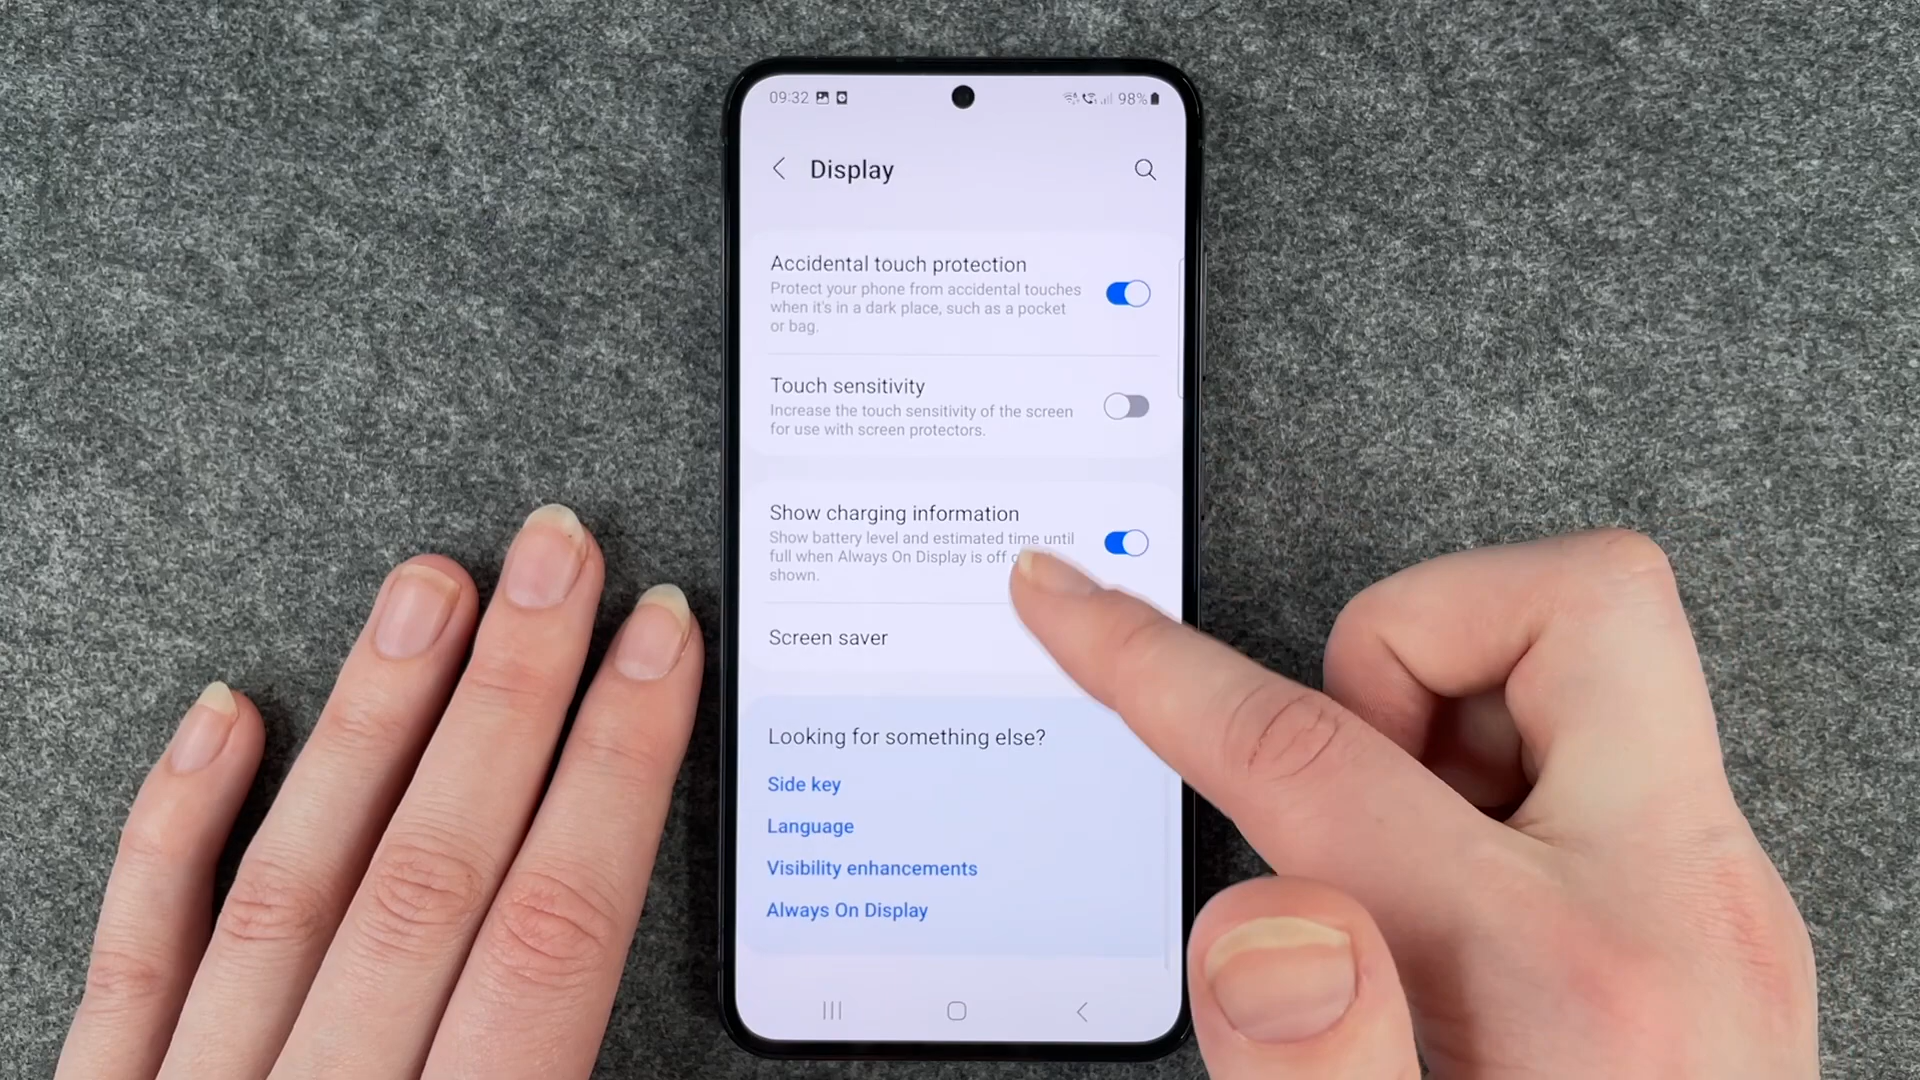 09:32 98%
Display
Accidental touch protection
Protect your phone from accidental touches
when it's in a dark place, such as a pocket
or bag.
Touch sensitivity
Increase the touch sensitivity of the screen
for use with screen protectors.
Show charging information
Show battery level and estimated time until
full when Always On Display is off
shown.
Screen saver
Looking for something else?
Side key
Language
Visibility enhancements
Always On Display